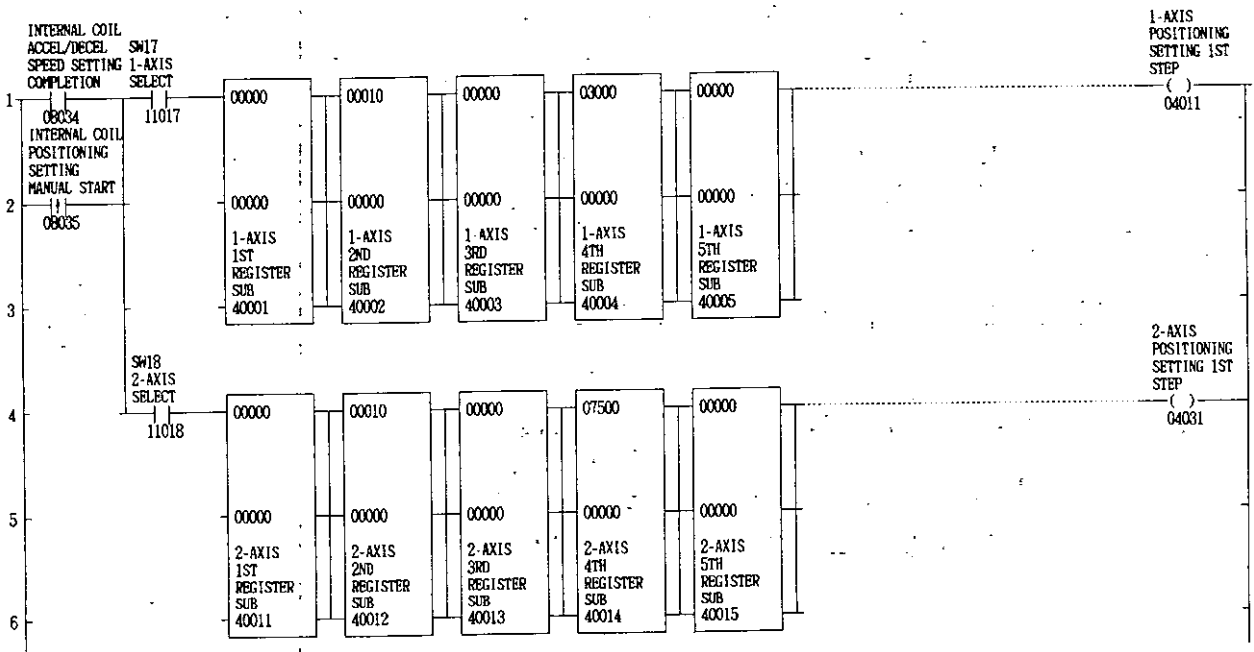 INTERNAL COIL
ACCEL/DECEL
SPEED SETTING
COMPLETION
08034
SW17
1-AXIS
SELECT
11017
1
INTERNAL COIL
POSITIONING
SETTING
MANUAL START
08035
2
3
00000
00000
1-AXIS
1ST
REGISTER
SUB
40001
00010
00000
1-AXIS
2ND
REGISTER
SUB
40002
00000
00000
1-AXIS
3RD
REGISTER
SUB
40003
03000
00000
1-AXIS
4TH
REGISTER
SUB
40004
00000
00000
1-AXIS
5TH
REGISTER
SUB
40005
1-AXIS
POSITIONING
SETTING 1ST
STEP
( )
04011
SW18
2-AXIS
SELECT
11018
4
5
6
00000
00000
2-AXIS
1ST
REGISTER
SUB
40011
00010
00000
2-AXIS
2ND
REGISTER
SUB
40012
00000
00000
2-AXIS
3RD
REGISTER
SUB
40013
07500
00000
2-AXIS
4TH
REGISTER
SUB
40014
00000
00000
2-AXIS
5TH
REGISTER
SUB
40015
2-AXIS
POSITIONING
SETTING 1ST
STEP
( )
04031